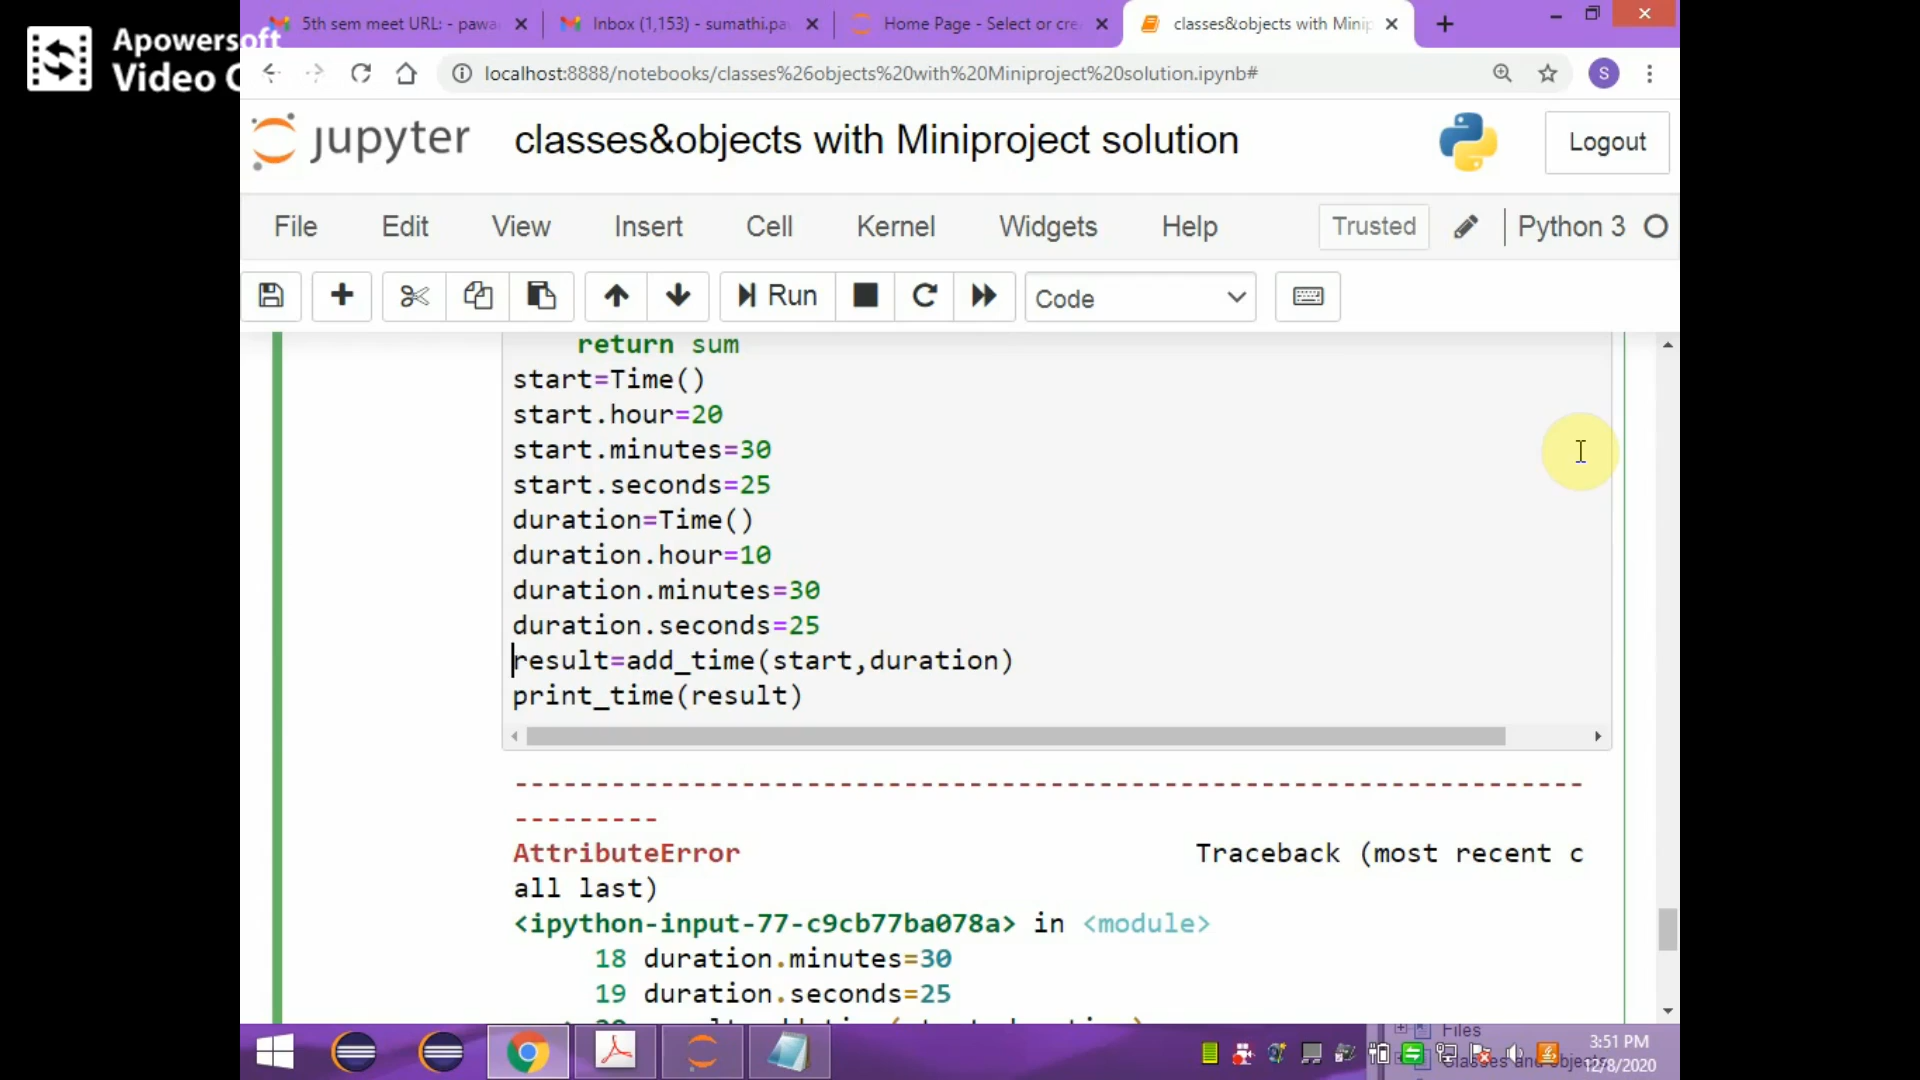 Apowersoft
Video C
5th sem meet URL: - pawa
Inbox (1,153) - sumathi.pa
Home Page - Select or cre
classes&objects with Minip
localhost:8888/notebooks/classes%26objects%20with%20Miniproject%20solution.ipynb#
S
jupyter
classes&objects with Miniproject solution
Logout
File Edit View Insert Cell Kernel Widgets Help
Trusted
Python 3
Run
Code
return sum
start=Time()
start.hour=20
start.minutes=30
start.seconds=25
duration=Time()
duration.hour=10
duration.minutes=30
duration.seconds=25
result=add_time(start,duration)
print_time(result)
---------------------------------------------------------------------------
AttributeError Traceback (most recent c
all last)
<ipython-input-77-c9cb77ba078a> in <module>
18 duration.minutes=30
19 duration.seconds=25
Files
Classes and objects
3:51 PM
12/8/2020